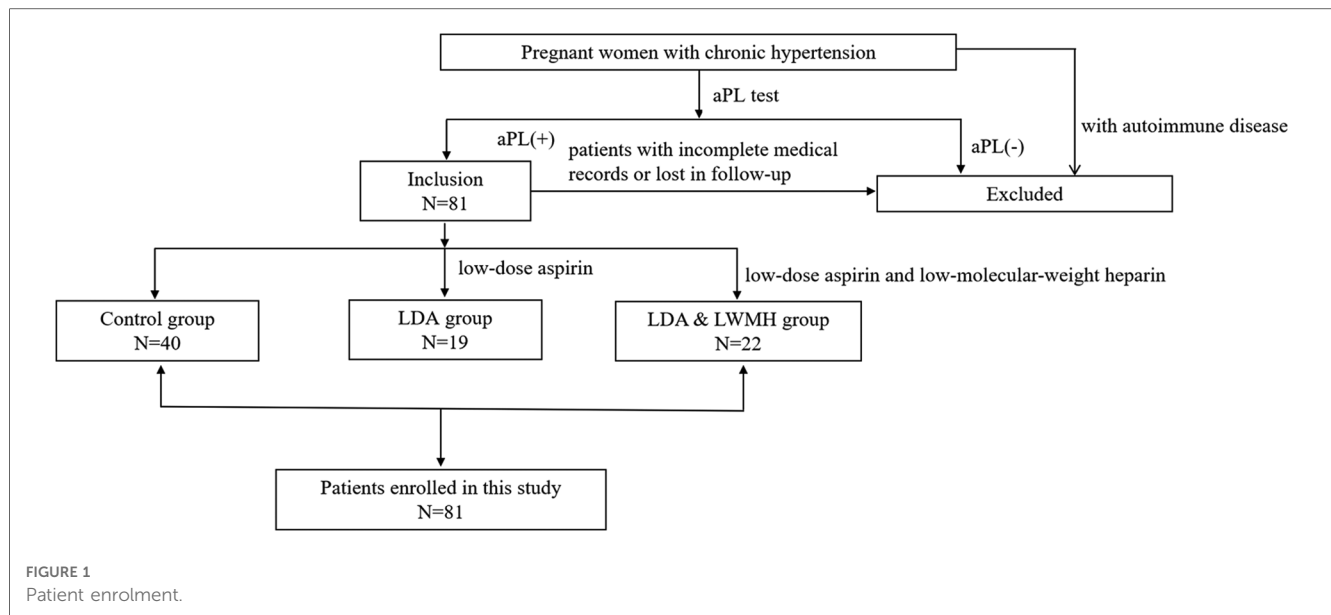 Pregnant women with chronic hypertension
aPL test
with autoimmune disease
aPL(+)
patients with incomplete medical
records or lost in follow-up
aPL(-)
Inclusion
N=81
Excluded
low-dose aspirin
low-dose aspirin and low-molecular-weight heparin
Control group
N=40
LDA group
N=19
LDA & LWMH group
N=22
Patients enrolled in this study
N=81
FIGURE 1
Patient enrolment.